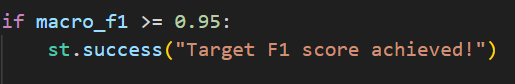 if macro_f1 >= 0.95:
    st.success("Target F1 score achieved!")